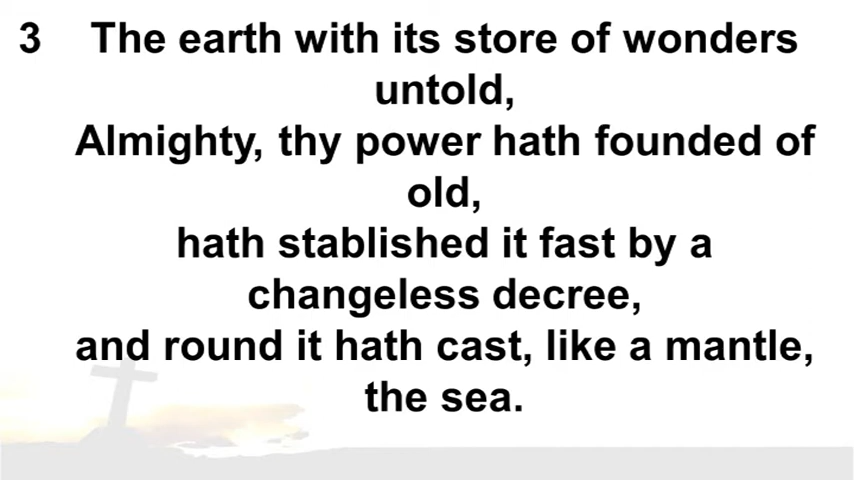 3 The earth with its store of wonders
untold,
Almighty, thy power hath founded of
old,
hath stablished it fast by a
changeless decree,
and round it hath cast, like a mantle,
the sea.